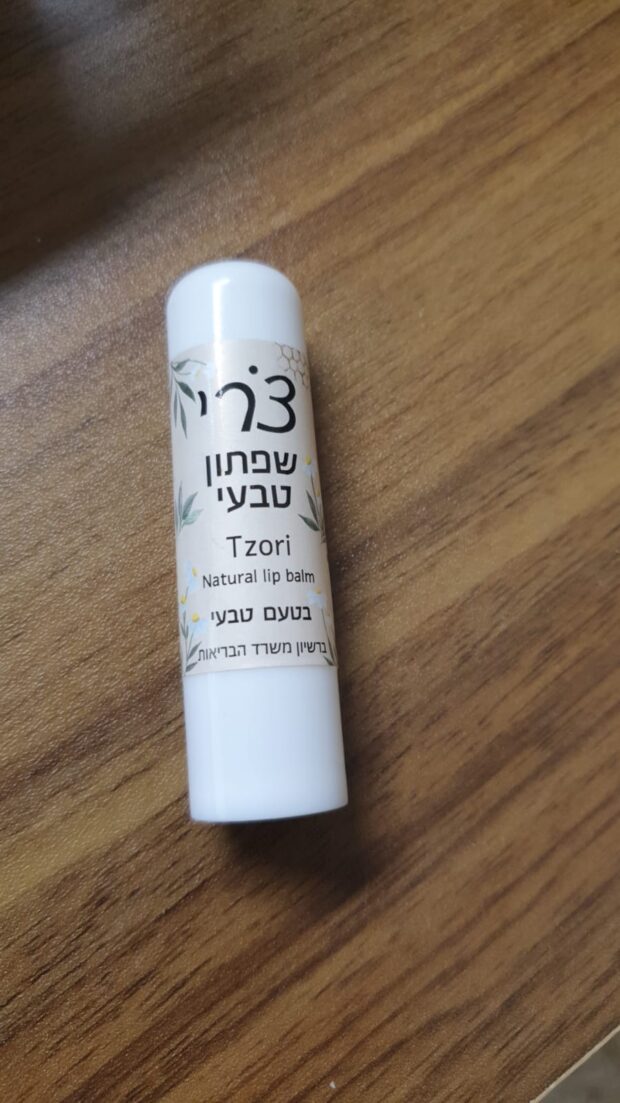 צֹרי
שפתון
טבעי
Tzori
Natural lip balm
בטעם טבעי
ברשיון משרד הבריאות